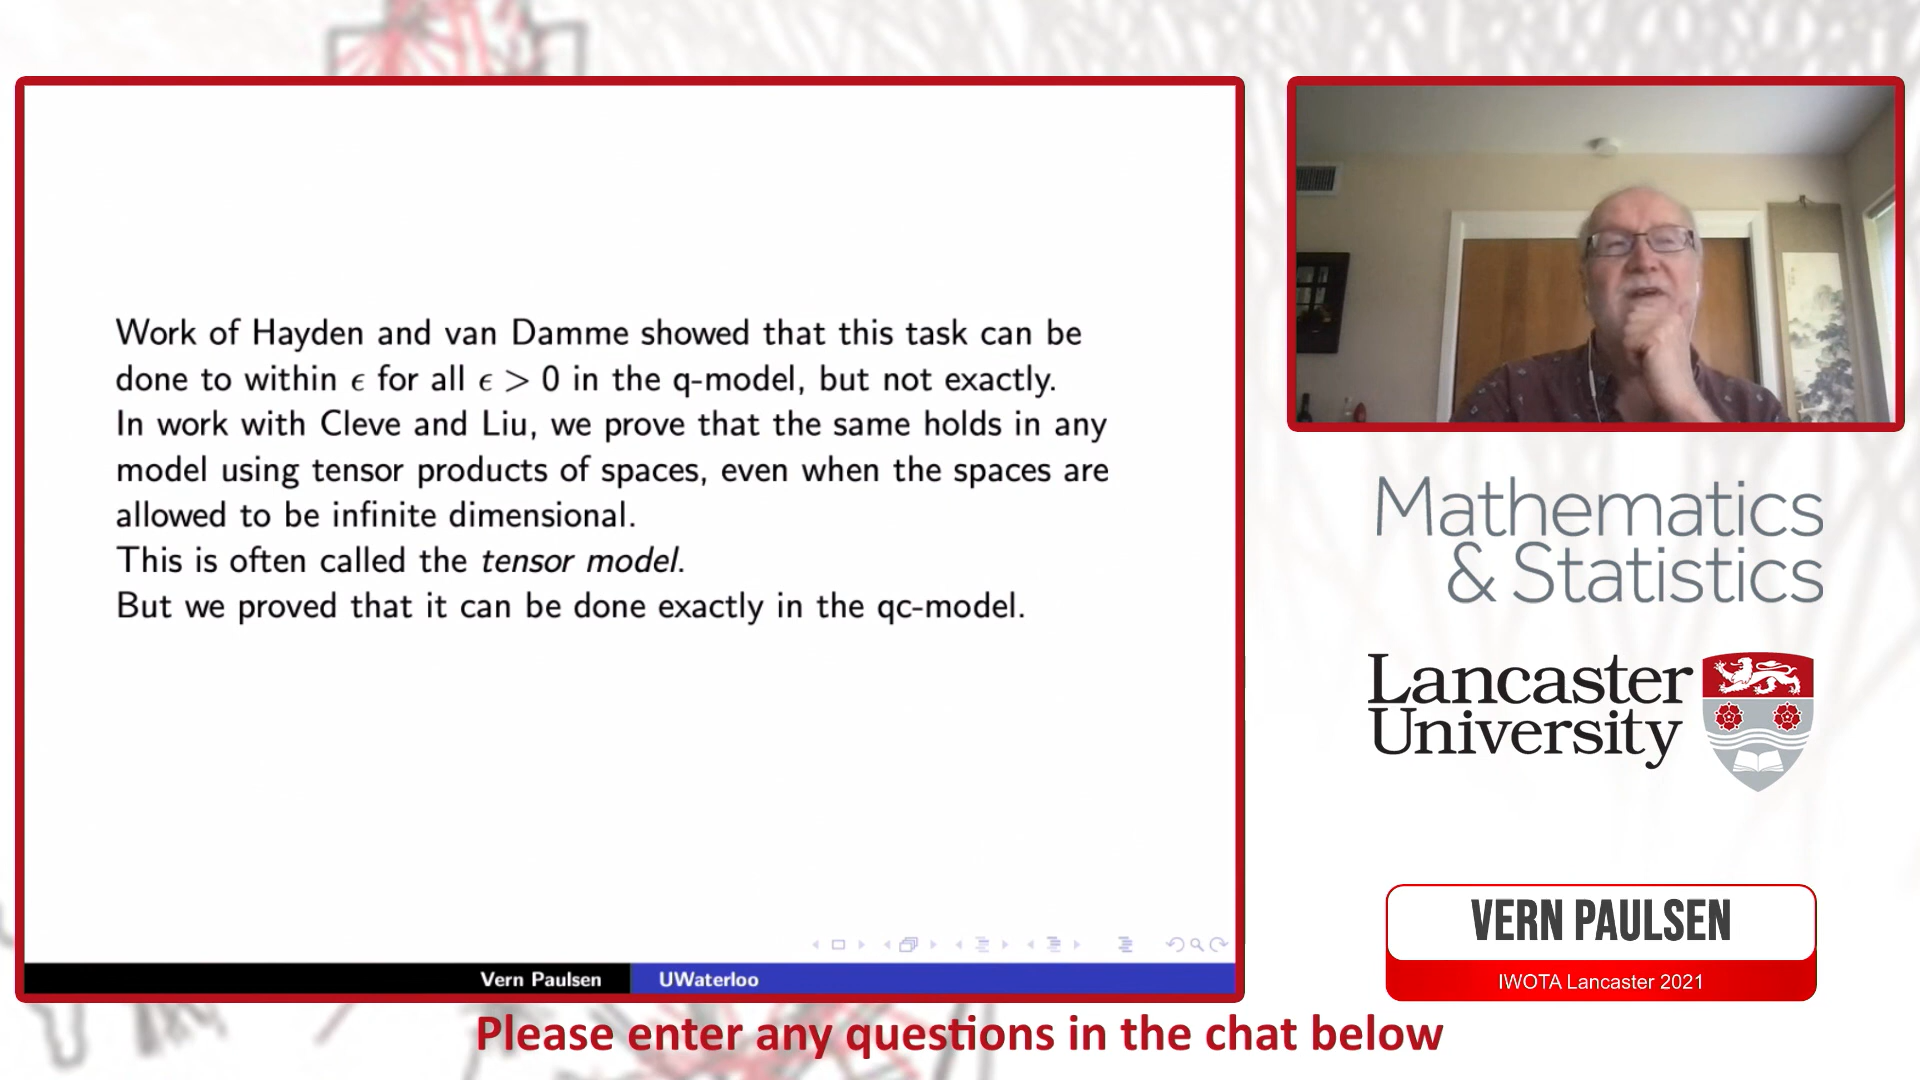 Work of Hayden and van Damme showed that this task can be
done to within ϵ for all ϵ > 0 in the q-model, but not exactly.
In work with Cleve and Liu, we prove that the same holds in any
model using tensor products of spaces, even when the spaces are
allowed to be infinite dimensional.
This is often called the tensor model.
But we proved that it can be done exactly in the qc-model.
Vern Paulsen UWaterloo
Mathematics
& Statistics
Lancaster
University
VERN PAULSEN
IWOTA Lancaster 2021
Please enter any questions in the chat below